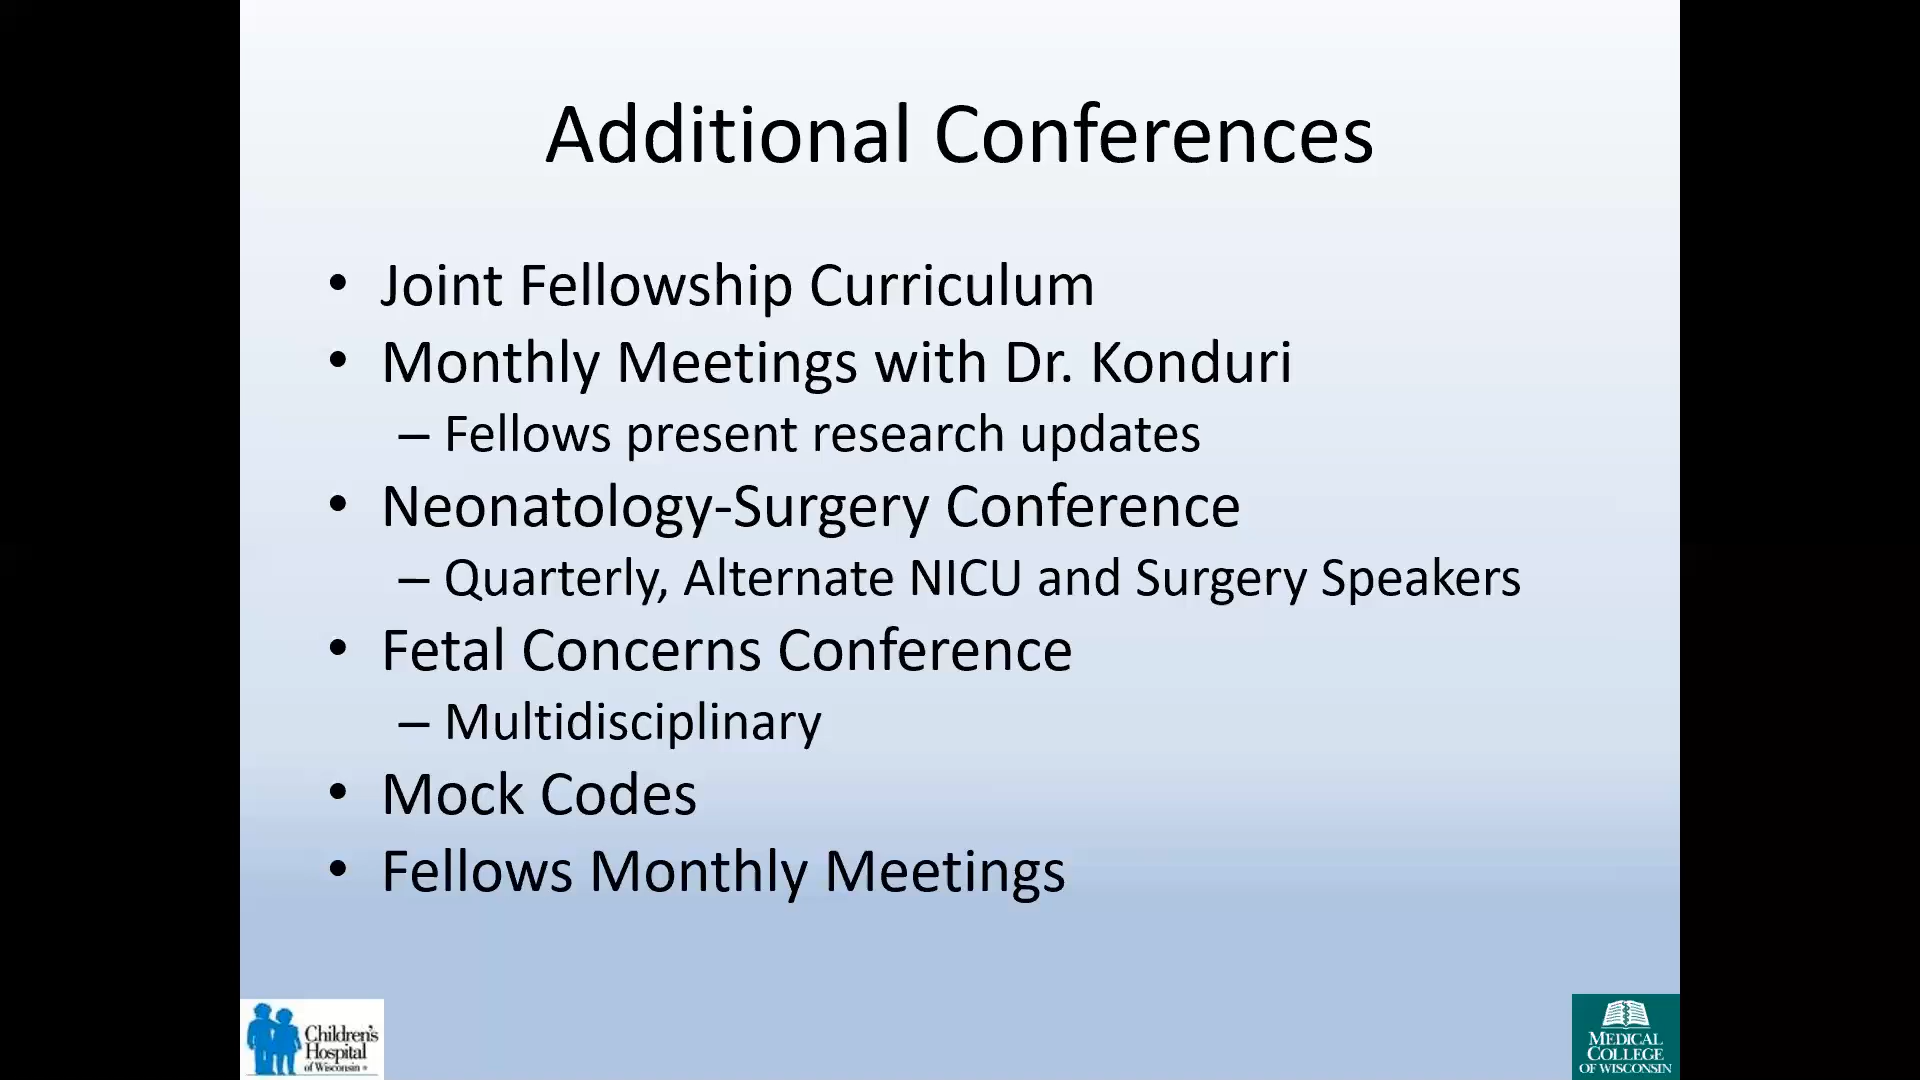 Additional Conferences
• Joint Fellowship Curriculum
• Monthly Meetings with Dr. Konduri
– Fellows present research updates
• Neonatology-Surgery Conference
– Quarterly, Alternate NICU and Surgery Speakers
• Fetal Concerns Conference
– Multidisciplinary
• Mock Codes
• Fellows Monthly Meetings
Children's
Hospital
of Wisconsin
MEDICAL
COLLEGE
OF WISCONSIN